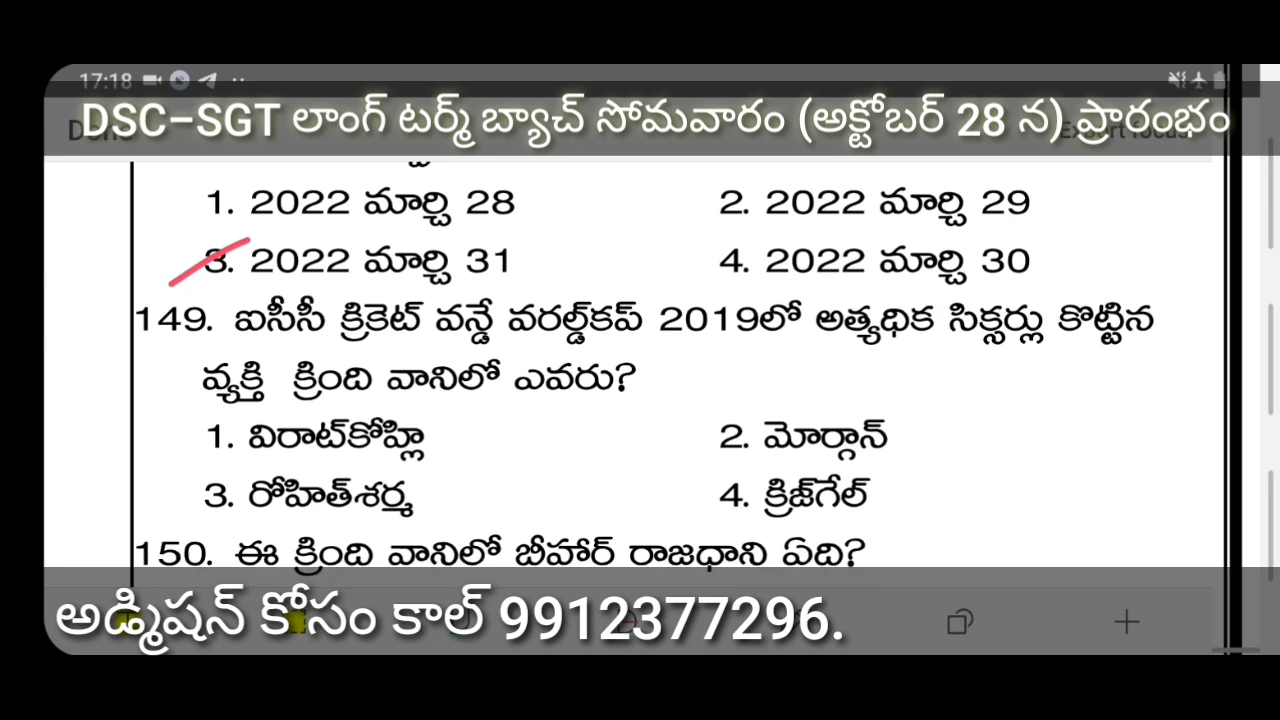 17:18
DSC-SGT లాంగ్ టర్మ్ బ్యాచ్ సోమవారం (అక్టోబర్ 28 న) ప్రారంభం
1. 2022 మార్చి 28
2. 2022 మార్చి 29
3. 2022 మార్చి 31
4. 2022 మార్చి 30
149. ఐసీసీ క్రికెట్ వన్డే వరల్డ్‌కప్ 2019లో అత్యధిక సిక్సర్లు కొట్టిన
వ్యక్తి క్రింది వానిలో ఎవరు?
1. విరాట్‌కోహ్లి
2. మోర్గాన్
3. రోహిత్‌శర్మ
4. క్రిజ్‌గేల్
150. ఈ క్రింది వానిలో బీహార్ రాజధాని ఏది?
అడ్మిషన్ కోసం కాల్ 9912377296.